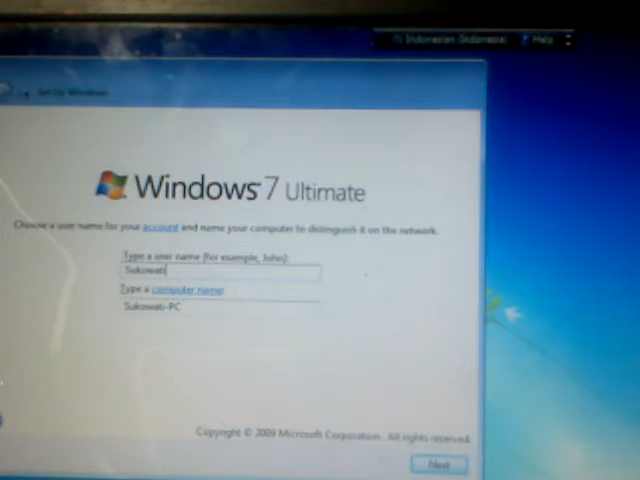 Indonesian (Indonesia) Help
Set Up Windows
Windows 7 Ultimate
Choose a user name for your account and name your computer to distinguish it on the network.
Type a user name (for example, John):
Sukowati
Type a computer name:
Sukowati-PC
Copyright © 2009 Microsoft Corporation. All rights reserved.
Next